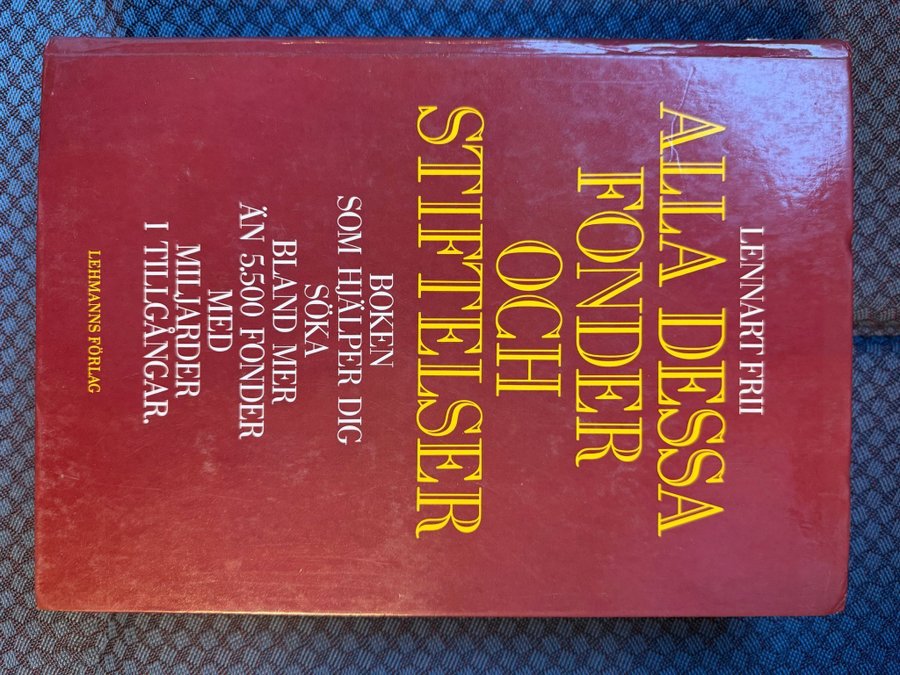 LENNART FRII
ALLA DESSA
FONDER
OCH
STIFTELSER
BOKEN
SOM HJÄLPER DIG
SÖKA
BLAND MER
ÄN 5.500 FONDER
MED
MILJARDER
I TILLGÅNGAR.
LEHMANNS FÖRLAG